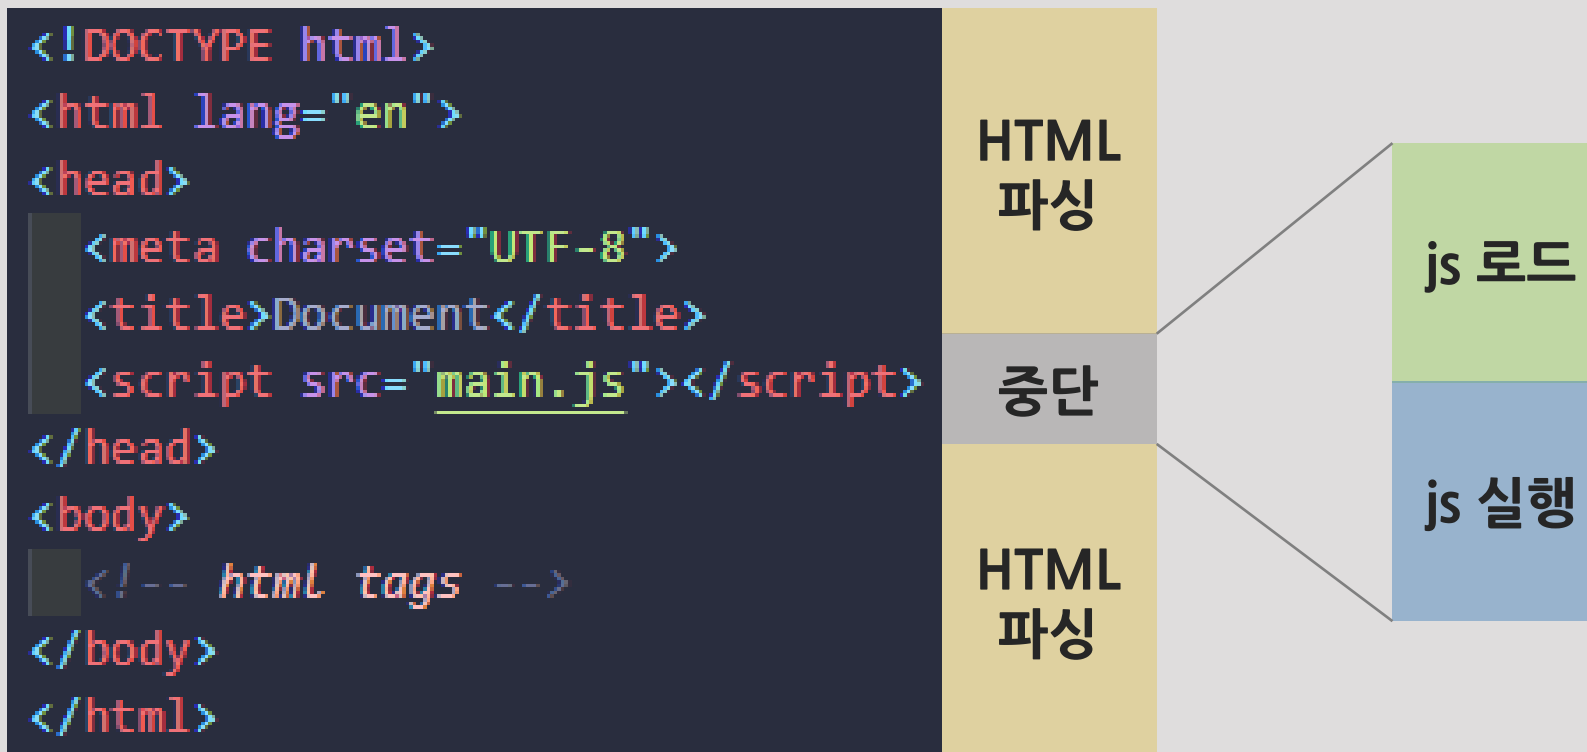 <!DOCTYPE html>
<html lang="en">
<head>
<meta charset="UTF-8">
<title>Document</title>
<script src="main.js"></script>
</head>
<body>
<!-- html tags -->
</body>
</html>
HTML
파싱
중단
HTML
파싱
js 로드
js 실행